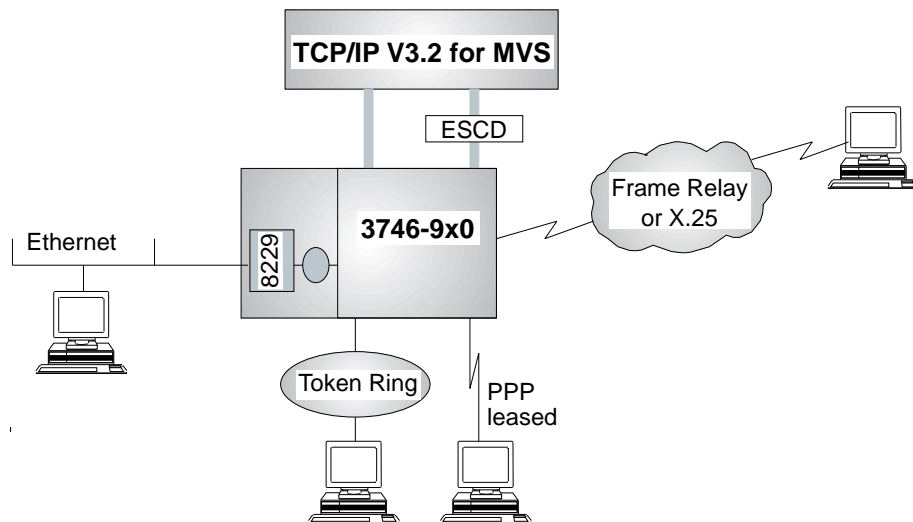 TCP/IP V3.2 for MVS
ESCD
Frame Relay
or X.25
3746-9x0
Ethernet
8229
Token Ring
PPP
leased